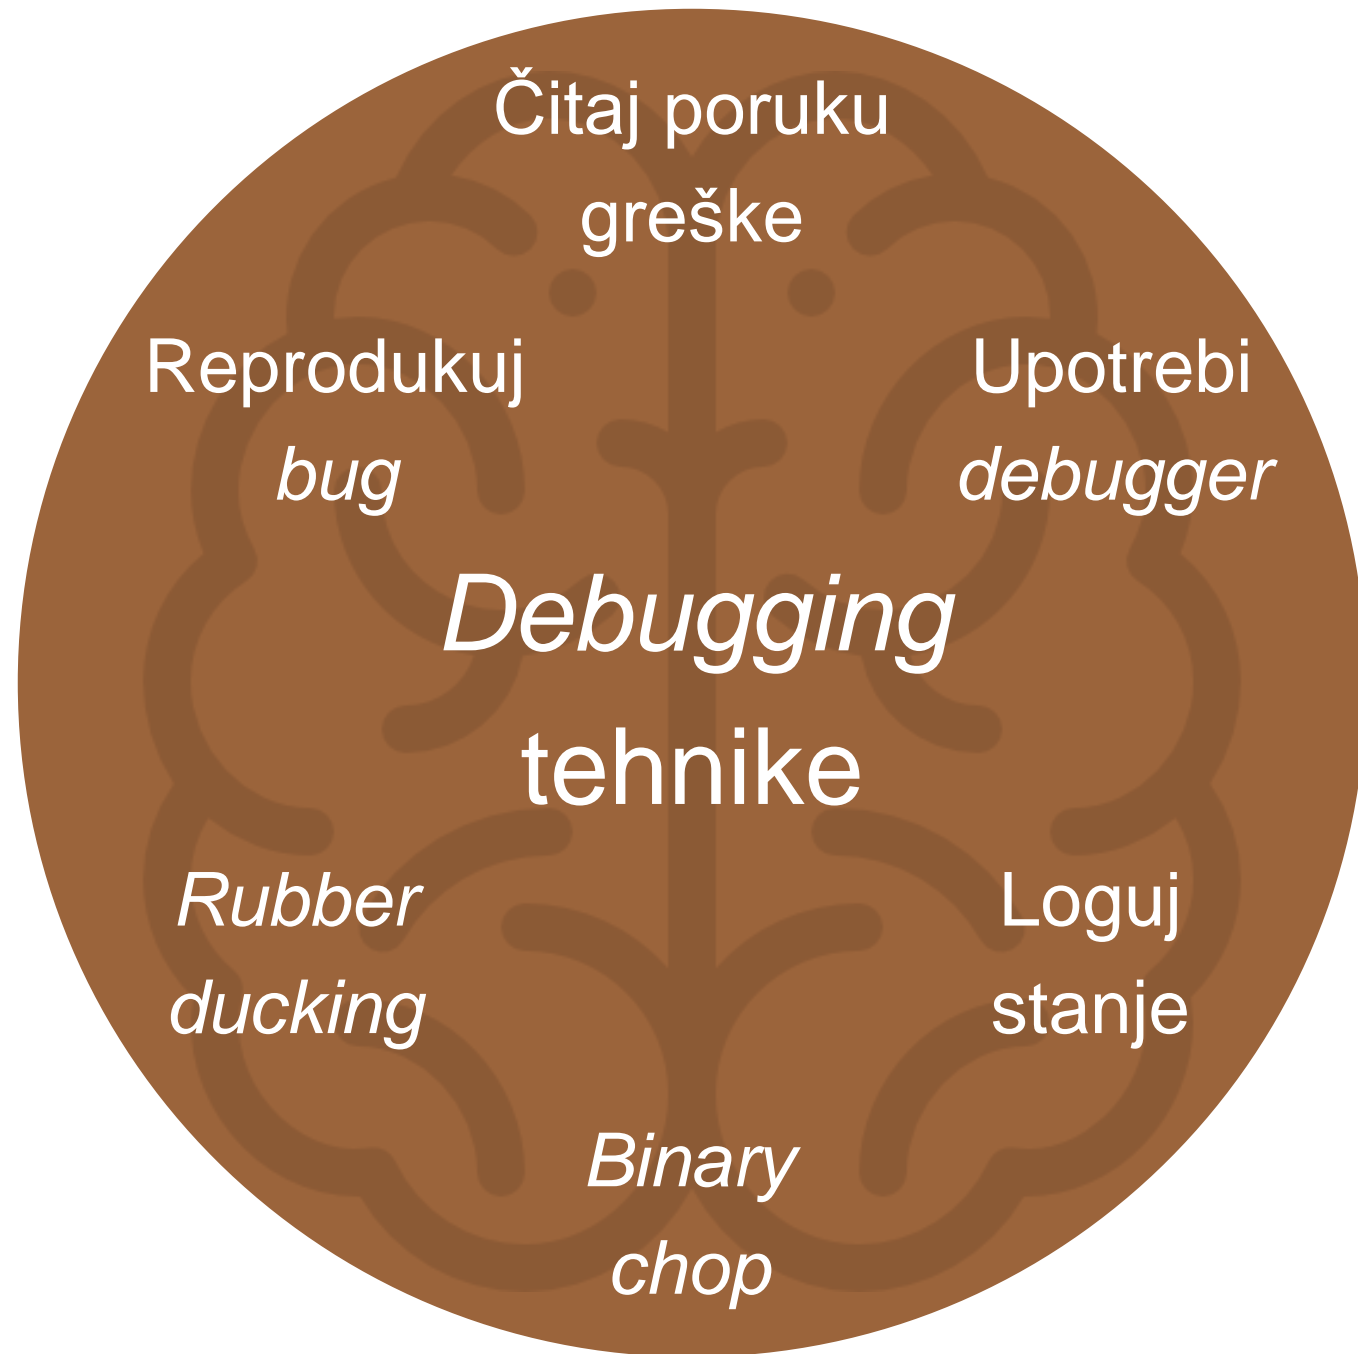 Čitaj poruku
greške
Reprodukuj
bug
Upotrebi
debugger
Debugging
tehnike
Rubber
ducking
Loguj
stanje
Binary
chop